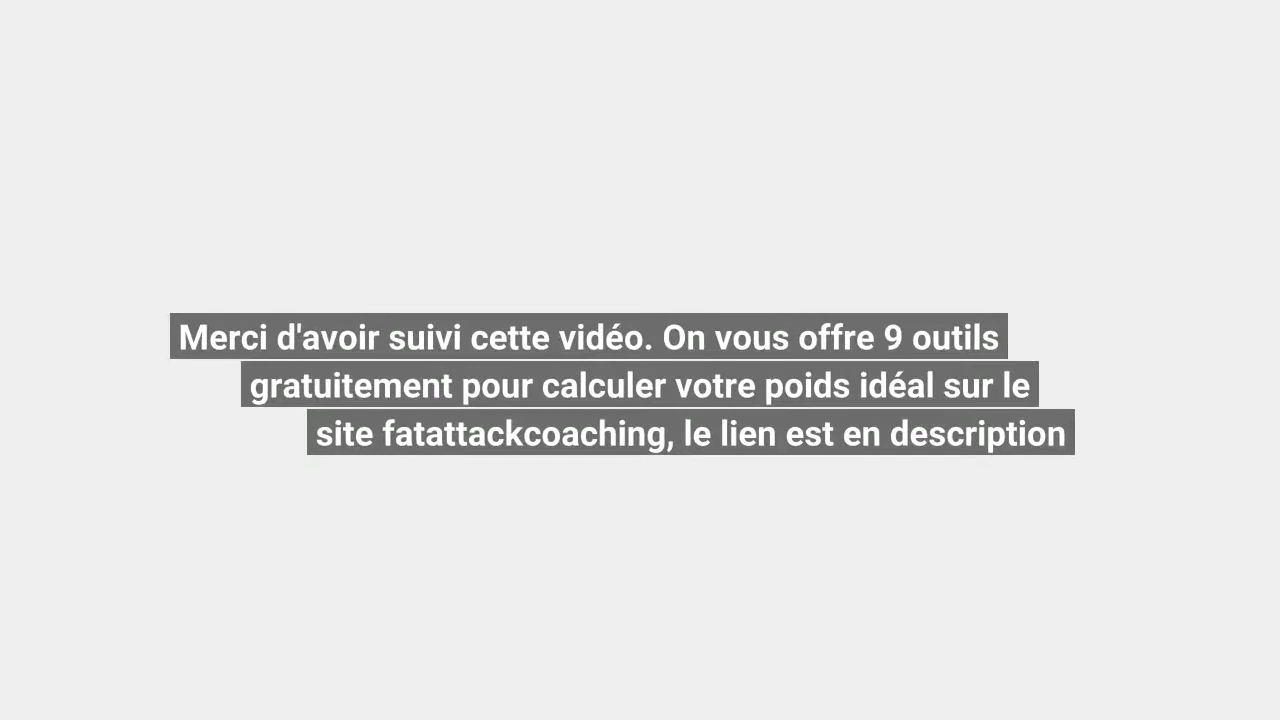 Merci d'avoir suivi cette vidéo. On vous offre 9 outils
gratuitement pour calculer votre poids idéal sur le
site fatattackcoaching, le lien est en description